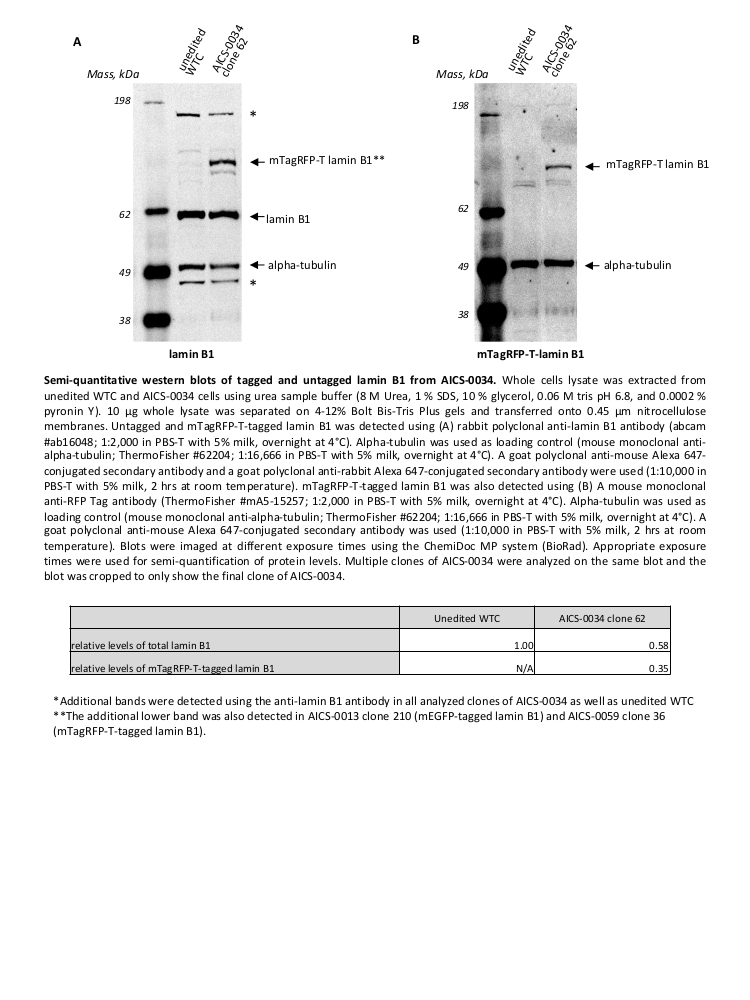 A
unedited
WTC
AICS-0034
clone 62
Mass, kDa
198
*
mTagRFP-T lamin B1**
62
lamin B1
alpha-tubulin
49
*
38
lamin B1
B
unedited
WTC
AICS-0034
clone 62
Mass, kDa
198
mTagRFP-T lamin B1
62
49
alpha-tubulin
38
mTagRFP-T-lamin B1
Semi-quantitative western blots of tagged and untagged lamin B1 from AICS-0034. Whole cells lysate was extracted from
unedited WTC and AICS-0034 cells using urea sample buffer (8 M Urea, 1 % SDS, 10 % glycerol, 0.06 M tris pH 6.8, and 0.0002 %
pyronin Y). 10 µg whole lysate was separated on 4-12% Bolt Bis-Tris Plus gels and transferred onto 0.45 µm nitrocellulose
membranes. Untagged and mTagRFP-T-tagged lamin B1 was detected using (A) rabbit polyclonal anti-lamin B1 antibody (abcam
#ab16048; 1:2,000 in PBS-T with 5% milk, overnight at 4°C). Alpha-tubulin was used as loading control (mouse monoclonal anti-
alpha-tubulin; ThermoFisher #62204; 1:16,666 in PBS-T with 5% milk, overnight at 4°C). A goat polyclonal anti-mouse Alexa 647-
conjugated secondary antibody and a goat polyclonal anti-rabbit Alexa 647-conjugated secondary antibody were used (1:10,000 in
PBS-T with 5% milk, 2 hrs at room temperature). mTagRFP-T-tagged lamin B1 was also detected using (B) A mouse monoclonal
anti-RFP Tag antibody (ThermoFisher #mA5-15257; 1:2,000 in PBS-T with 5% milk, overnight at 4°C). Alpha-tubulin was used as
loading control (mouse monoclonal anti-alpha-tubulin; ThermoFisher #62204; 1:16,666 in PBS-T with 5% milk, overnight at 4°C). A
goat polyclonal anti-mouse Alexa 647-conjugated secondary antibody was used (1:10,000 in PBS-T with 5% milk, 2 hrs at room
temperature). Blots were imaged at different exposure times using the ChemiDoc MP system (BioRad). Appropriate exposure
times were used for semi-quantification of protein levels. Multiple clones of AICS-0034 were analyzed on the same blot and the
blot was cropped to only show the final clone of AICS-0034.
Unedited WTC AICS-0034 clone 62
relative levels of total lamin B1 1.00 0.58
relative levels of mTagRFP-T-tagged lamin B1 N/A 0.35
*Additional bands were detected using the anti-lamin B1 antibody in all analyzed clones of AICS-0034 as well as unedited WTC
**The additional lower band was also detected in AICS-0013 clone 210 (mEGFP-tagged lamin B1) and AICS-0059 clone 36
(mTagRFP-T-tagged lamin B1).